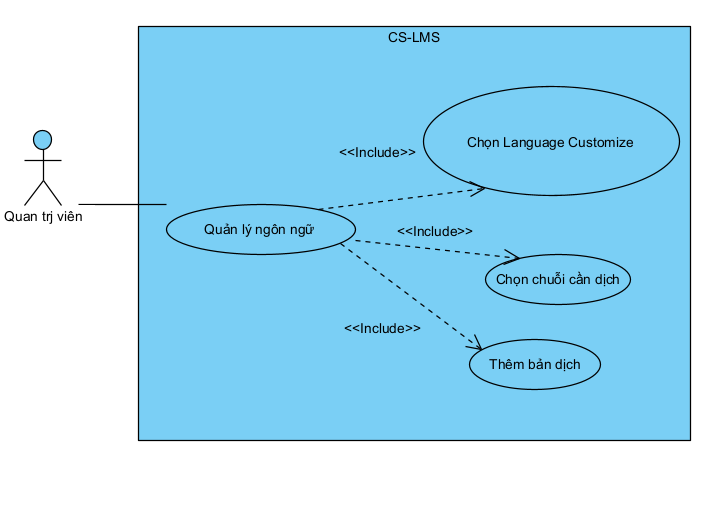 CS-LMS
Chọn Language Customize
<<Include>>
Quan trj viên
Quản lý ngôn ngữ
<<Include>>
Chọn chuỗi cần dịch
<<Include>>
Thêm bản dịch